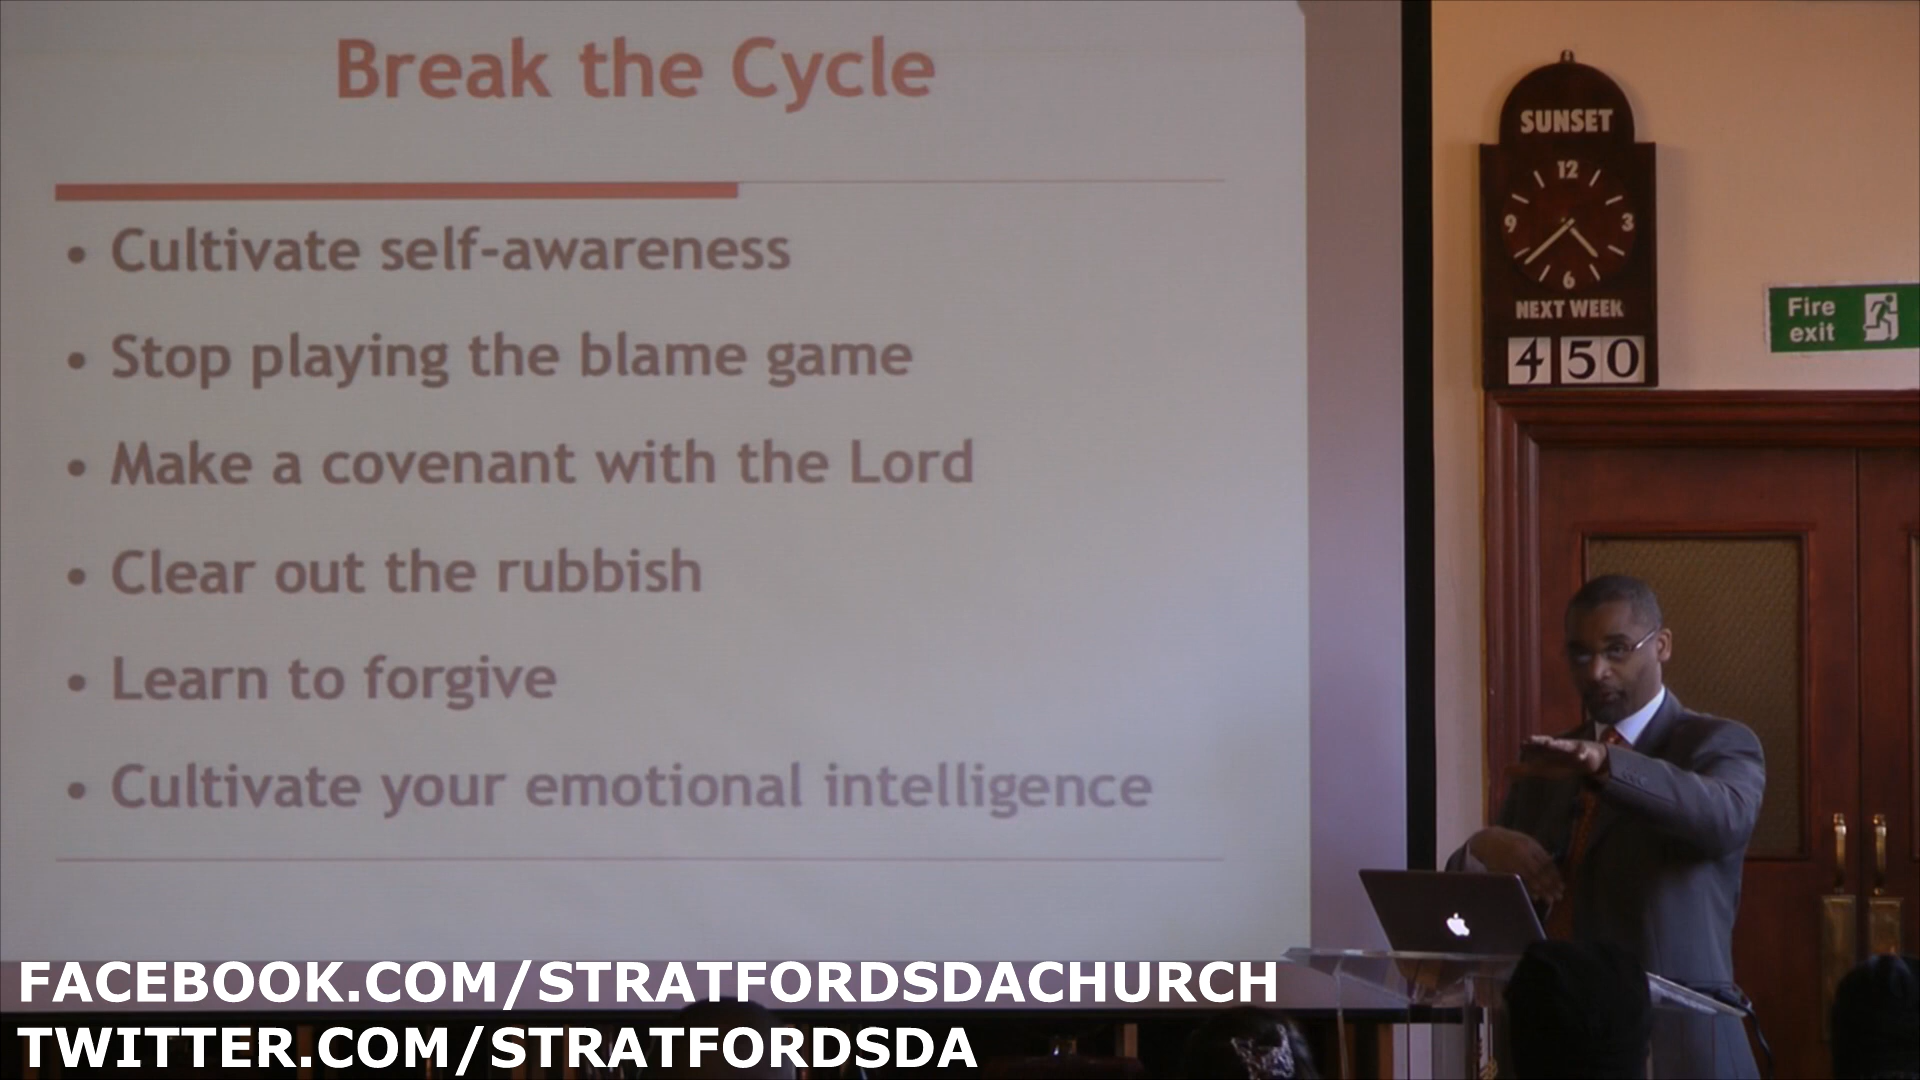 Break the Cycle
• Cultivate self-awareness
• Stop playing the blame game
• Make a covenant with the Lord
• Clear out the rubbish
• Learn to forgive
• Cultivate your emotional intelligence
SUNSET
12
9 3
6
NEXT WEEK
4 50
Fire
exit
FACEBOOK.COM/STRATFORDSDACHURCH
TWITTER.COM/STRATFORDSDA